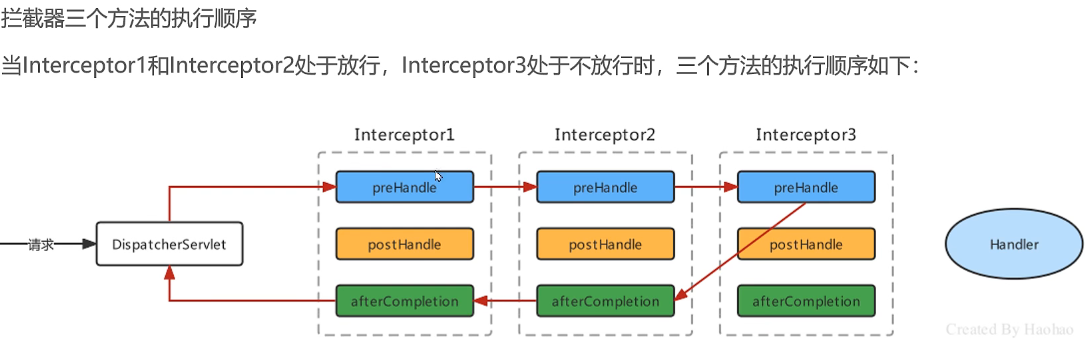 拦截器三个方法的执行顺序
当Interceptor1和Interceptor2处于放行，Interceptor3处于不放行时，三个方法的执行顺序如下：
Interceptor1 Interceptor2 Interceptor3
preHandle preHandle preHandle
请求 DispatcherServlet postHandle postHandle postHandle Handler
afterCompletion afterCompletion afterCompletion
Created By Haohao